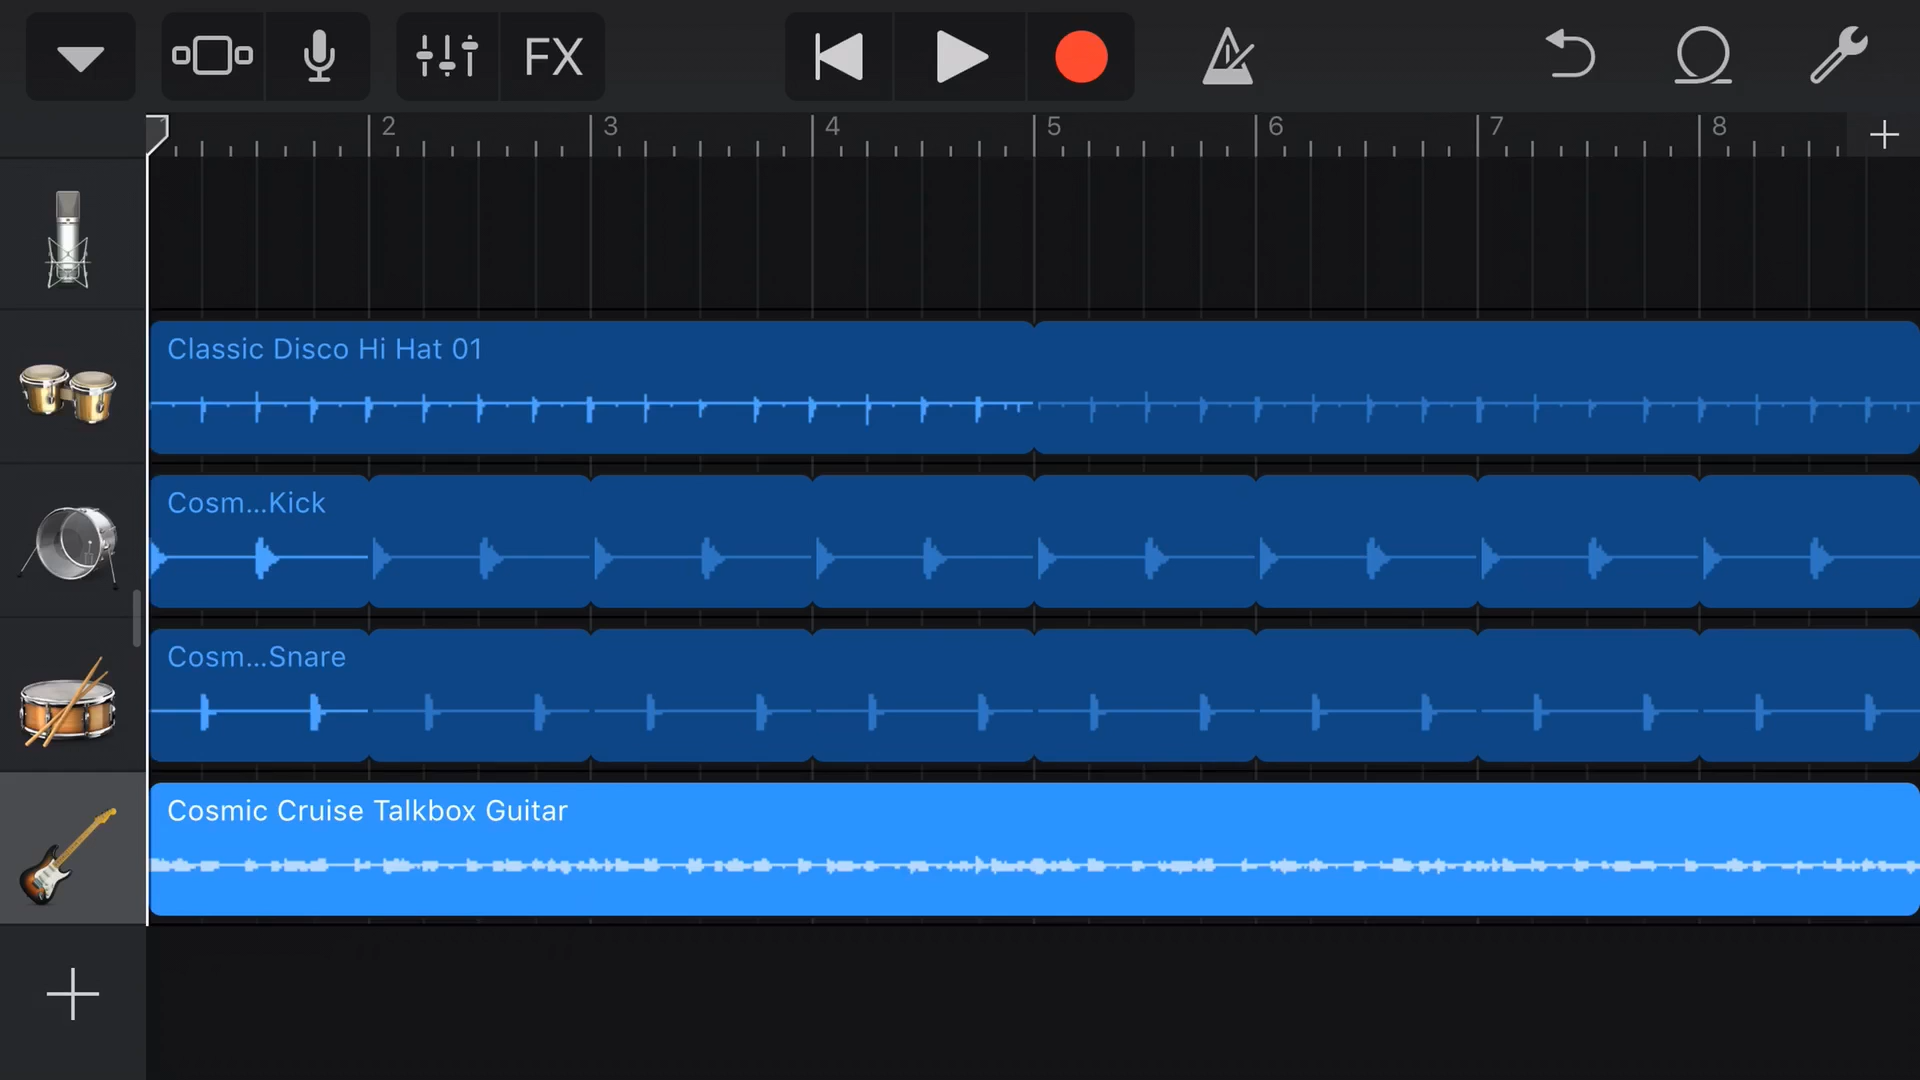 FX
2 3 4 5 6 7 8
Classic Disco Hi Hat 01
Cosm...Kick
Cosm...Snare
Cosmic Cruise Talkbox Guitar